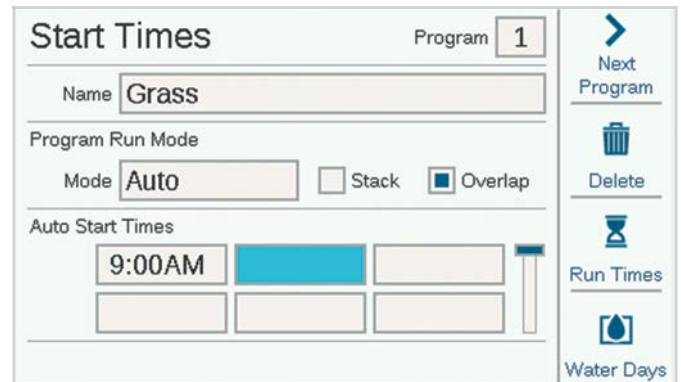 Start Times
Program 1
Name Grass
Program Run Mode
Mode Auto Stack Overlap
Auto Start Times
9:00AM
Next
Program
Delete
Run Times
Water Days